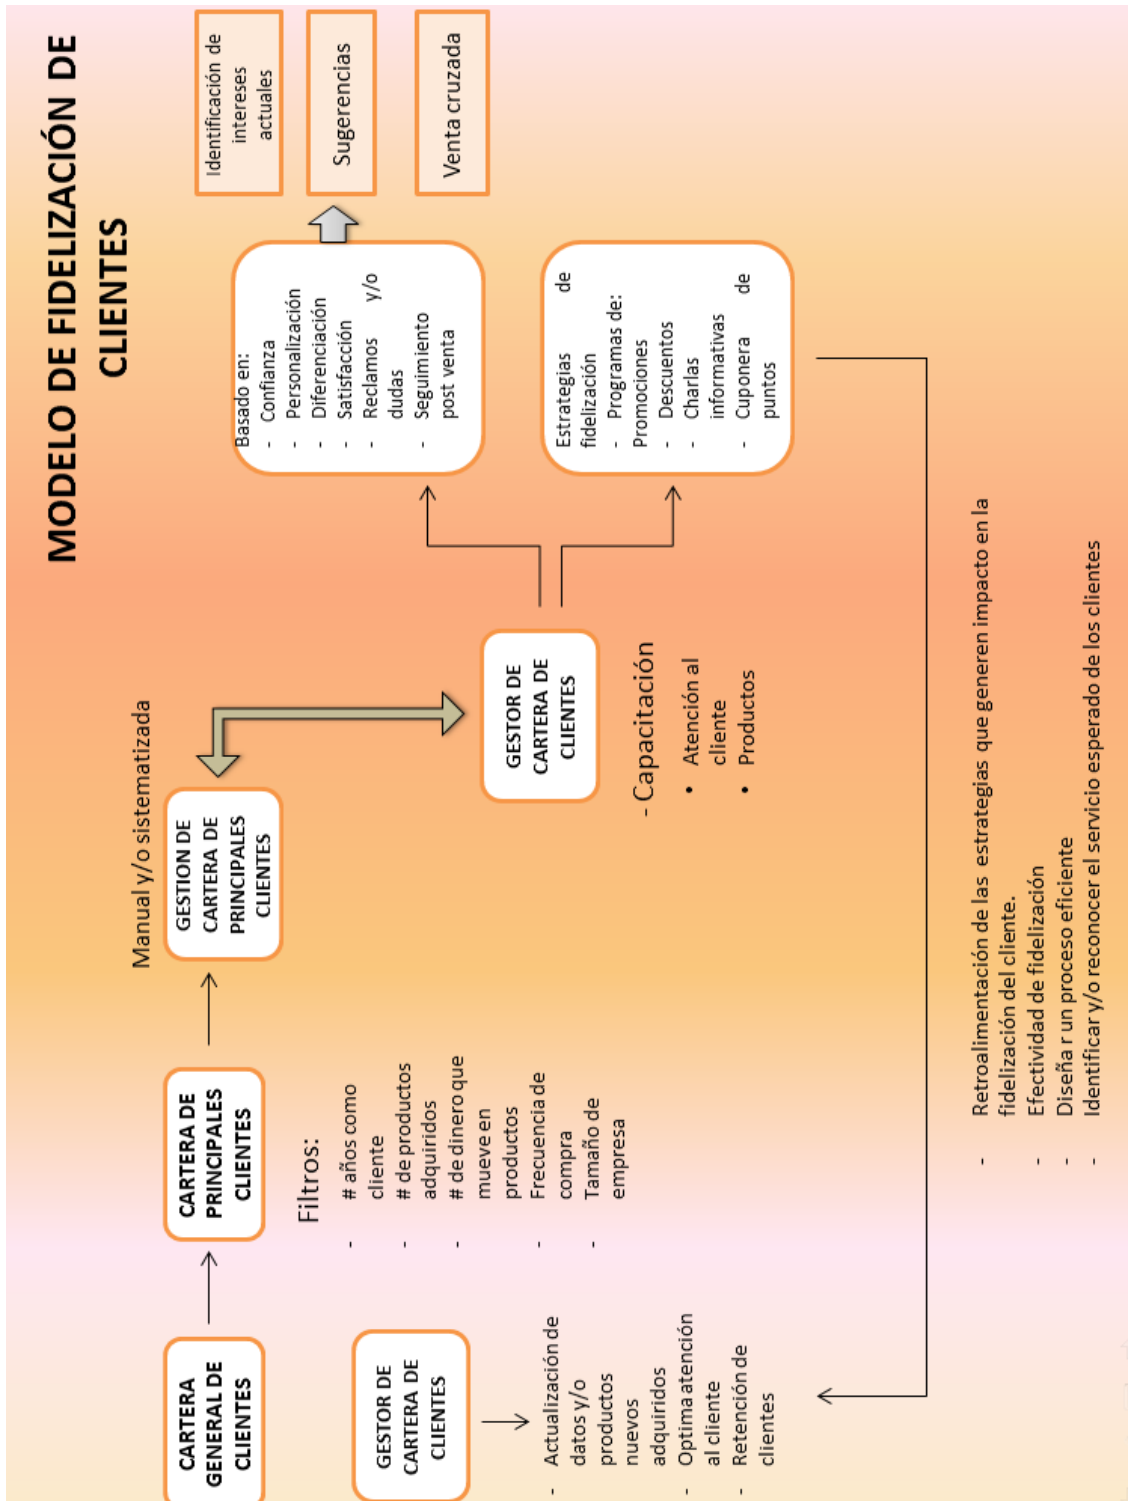 MODELO DE FIDELIZACIÓN DE
CLIENTES
CARTERA
GENERAL DE
CLIENTES
CARTERA DE
PRINCIPALES
CLIENTES
Manual y/o sistematizada
GESTION DE
CARTERA DE
PRINCIPALES
CLIENTES
Filtros:
- # años como
cliente
- # de productos
adquiridos
- # de dinero que
mueve en
productos
- Frecuencia de
compra
- Tamaño de
empresa
GESTOR DE
CARTERA DE
CLIENTES
- Actualización de
datos y/o
productos
nuevos
adquiridos
- Optima atención
al cliente
- Retención de
clientes
GESTOR DE
CARTERA DE
CLIENTES
- Capacitación
• Atención al
cliente
• Productos
Basado en:
- Confianza
- Personalización
- Diferenciación
- Satisfacción
- Reclamos y/o
dudas
- Seguimiento
post venta
Identificación de
intereses
actuales
Sugerencias
Venta cruzada
Estrategias de
fidelización
- Programas de:
Promociones
- Descuentos
- Charlas
informativas
- Cuponera de
puntos
- Retroalimentación de las estrategias que generen impacto en la
fidelización del cliente.
- Efectividad de fidelización
- Diseña r un proceso eficiente
- Identificar y/o reconocer el servicio esperado de los clientes